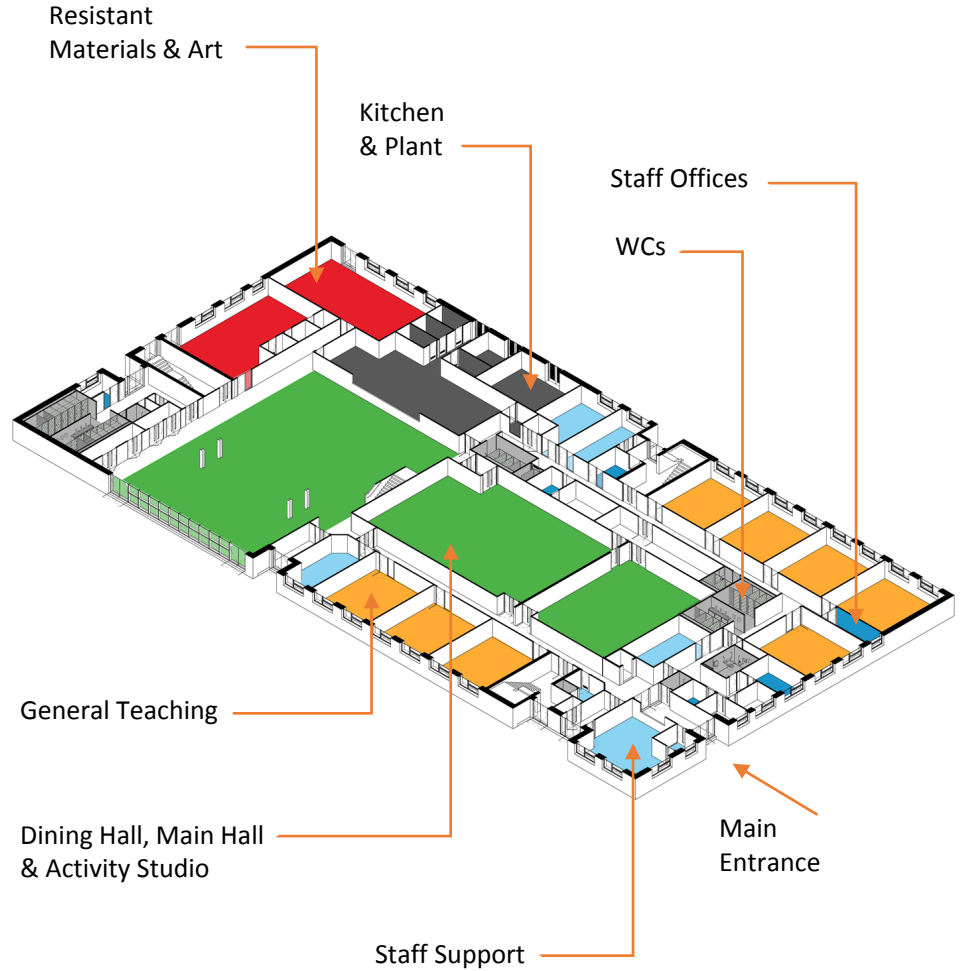 Resistant
Materials & Art
Kitchen
& Plant
Staff Offices
WCs
General Teaching
Dining Hall, Main Hall
& Activity Studio
Main
Entrance
Staff Support